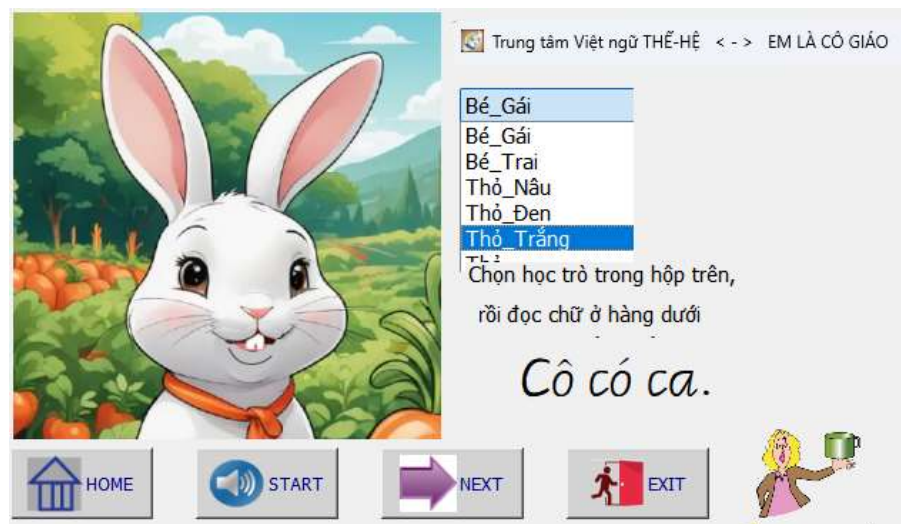 Trung tâm Việt ngữ THẾ-HỆ < - > EM LÀ CÔ GIÁO
Bé_Gái
Bé_Gái
Bé_Trai
Thỏ_Nâu
Thỏ_Đen
Thỏ_Trắng
Chọn học trò trong hộp trên,
rồi đọc chữ ở hàng dưới
Cô có ca.
HOME
START
NEXT
EXIT